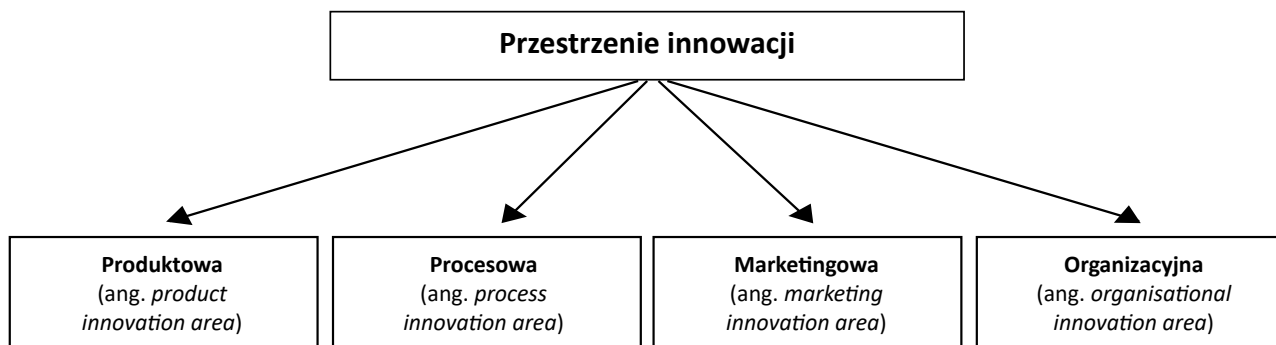 Przestrzenie innowacji
Produktowa
(ang. product
innovation area)
Procesowa
(ang. process
innovation area)
Marketingowa
(ang. marketing
innovation area)
Organizacyjna
(ang. organisational
innovation area)